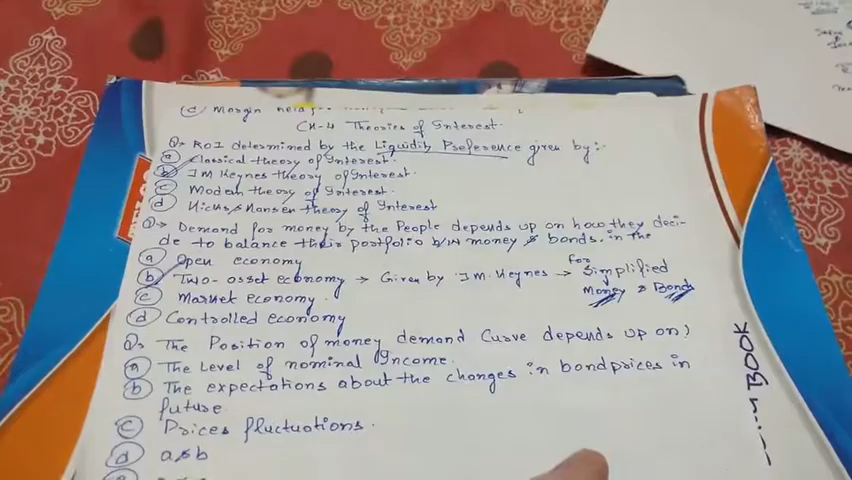 (d) Margin held for
CH-4 Theories of Interest.
Q:- ROI determined by the Liquidity Preference given by:-
(a) Classical theory of Interest.
(b) JM Keynes theory of Interest.
(c) Modern theory of Interest.
(d) Hicks & Hansen theory of Interest
Q:- Demand for money by the People depends up on how they deci-
de to balance their portfolio b/w money & bonds. in the
(a) Open economy
(b) Two-asset economy → Given by JM. Keynes → for Simplified
Money & Bonds
(c) Market economy.
(d) Controlled economy
Q:- The Position of money demand Curve depends up on?
(a) The Level of nominal Income.
(b) The expectations about the changes in bond prices in
future
(c) Prices fluctuations.
(d) a & b
BOOK